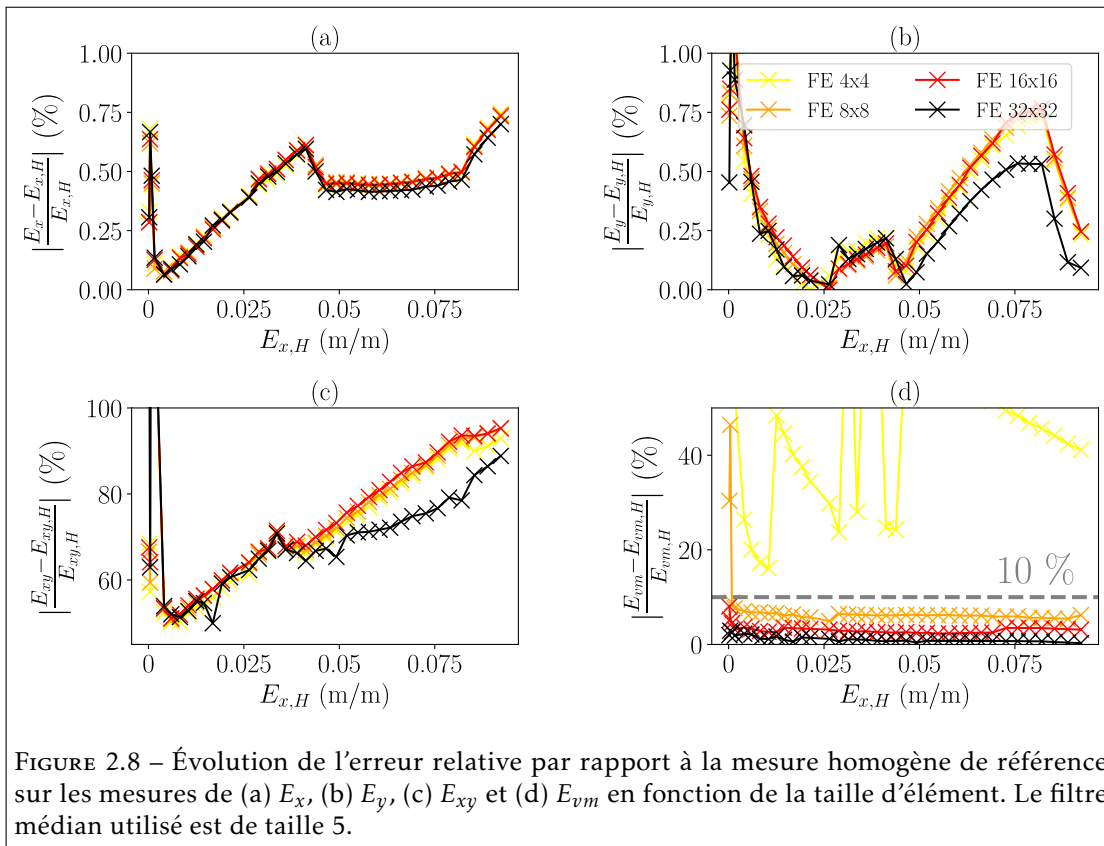 (a)
1.00
0.75
0.50
0.25
0.00
|E_x−E_{x,H} / E_{x,H}| (%)
0 0.025 0.05 0.075
E_{x,H} (m/m)
(b)
1.00
0.75
0.50
0.25
0.00
|E_y−E_{y,H} / E_{y,H}| (%)
FE 4x4 FE 16x16
FE 8x8 FE 32x32
0 0.025 0.05 0.075
E_{x,H} (m/m)
(c)
100
80
60
|E_{xy}−E_{xy,H} / E_{xy,H}| (%)
0 0.025 0.05 0.075
E_{x,H} (m/m)
(d)
40
20
0
|E_{vm}−E_{vm,H} / E_{vm,H}| (%)
10 %
0 0.025 0.05 0.075
E_{x,H} (m/m)
FIGURE 2.8 – Évolution de l'erreur relative par rapport à la mesure homogène de référence
sur les mesures de (a) E_x, (b) E_y, (c) E_{xy} et (d) E_{vm} en fonction de la taille d'élément. Le filtre
médian utilisé est de taille 5.